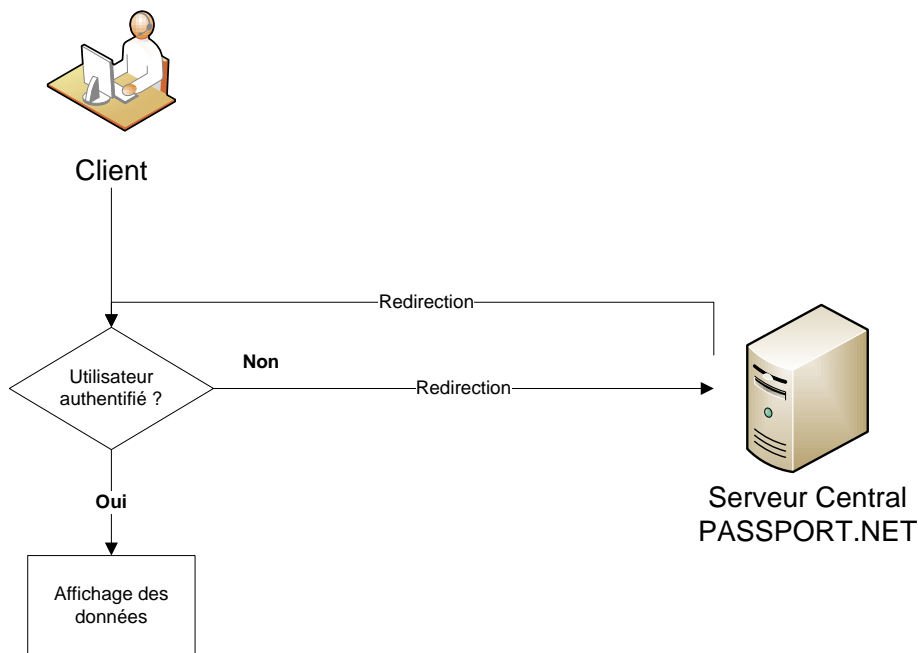 Client
Redirection
Utilisateur
authentifié ?
Non
Redirection
Oui
Serveur Central
PASSPORT.NET
Affichage des
données